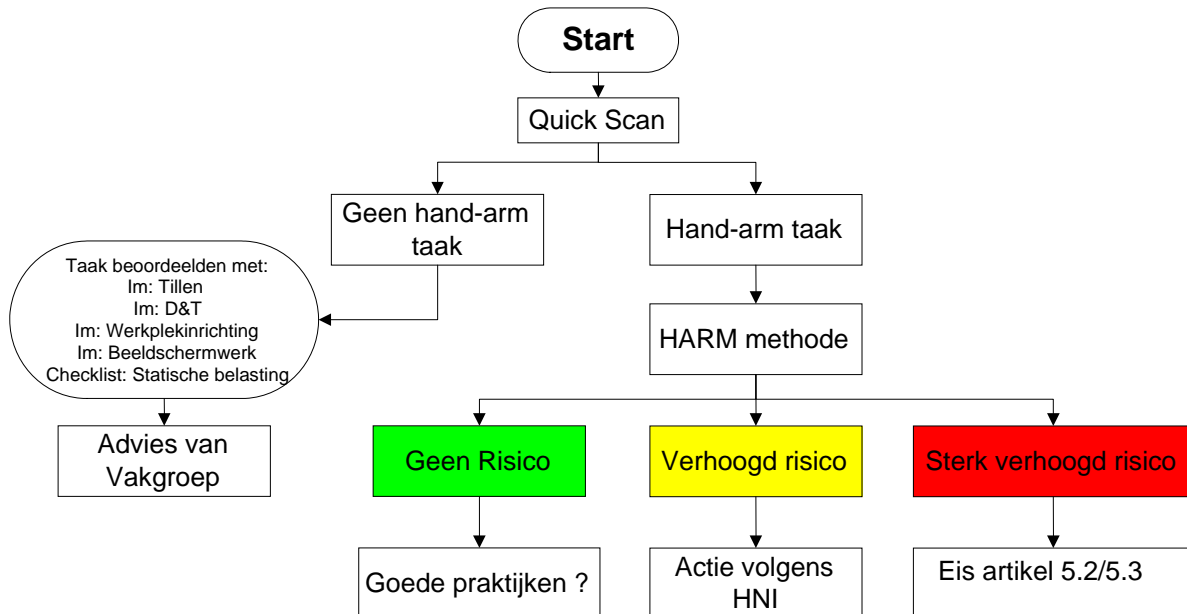 Start
Quick Scan
Geen hand-arm
taak
Hand-arm taak
Taak beoordeelden met:
Im: Tillen
Im: D&T
Im: Werkplekinrichting
Im: Beeldschermwerk
Checklist: Statische belasting
HARM methode
Advies van
Vakgroep
Geen Risico
Verhoogd risico
Sterk verhoogd risico
Goede praktijken ?
Actie volgens
HNI
Eis artikel 5.2/5.3